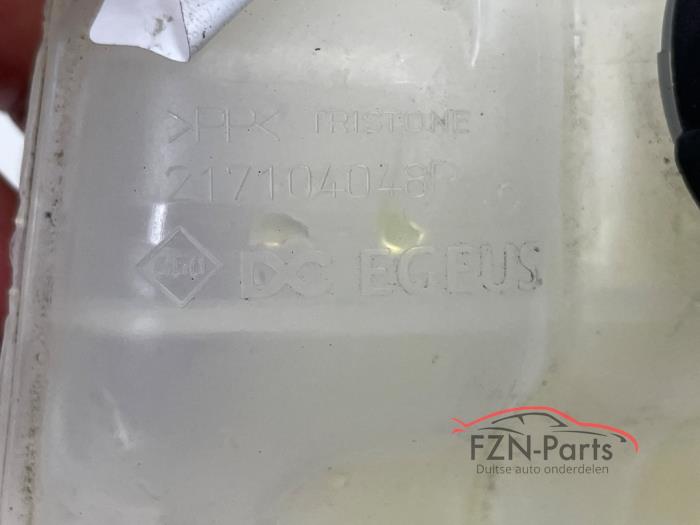 >PP< TRISTONE
217104048R
DC EGEUS
FZN-Parts
Duitse auto onderdelen